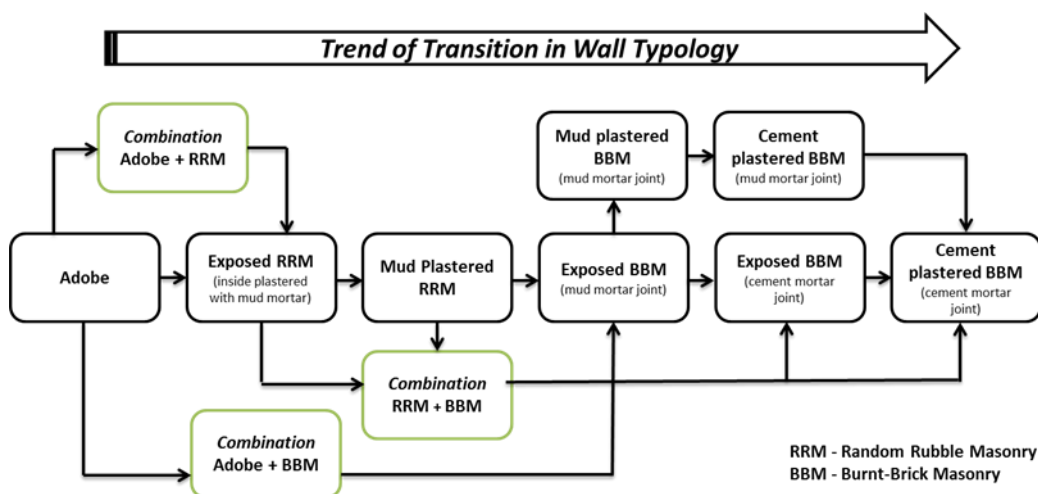 Trend of Transition in Wall Typology
Combination
Adobe + RRM
Mud plastered
BBM
(mud mortar joint)
Cement
plastered BBM
(mud mortar joint)
Adobe
Exposed RRM
(inside plastered
with mud mortar)
Mud Plastered
RRM
Exposed BBM
(mud mortar joint)
Exposed BBM
(cement mortar
joint)
Cement
plastered BBM
(cement mortar
joint)
Combination
RRM + BBM
Combination
Adobe + BBM
RRM - Random Rubble Masonry
BBM - Burnt-Brick Masonry